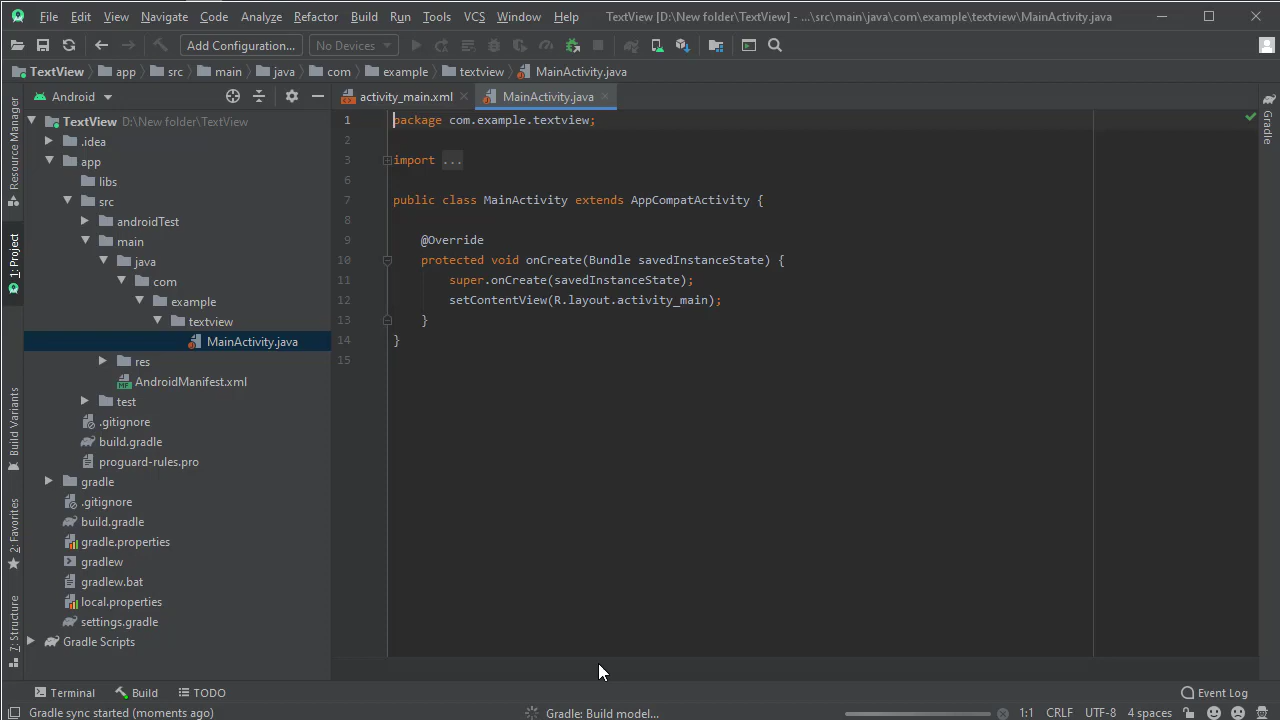 File Edit View Navigate Code Analyze Refactor Build Run Tools VCS Window Help TextView [D:\New folder\TextView] - ...\src\main\java\com\example\textview\MainActivity.java
Add Configuration... No Devices
TextView app src main java com example textview MainActivity.java
Android
activity_main.xml
MainActivity.java
Resource Manager
1: Project
Build Variants
2: Favorites
7: Structure
TextView D:\New folder\TextView
.idea
app
libs
src
androidTest
main
java
com
example
textview
MainActivity.java
res
MF AndroidManifest.xml
test
.gitignore
build.gradle
proguard-rules.pro
gradle
.gitignore
build.gradle
gradle.properties
gradlew
gradlew.bat
local.properties
settings.gradle
Gradle Scripts
1 package com.example.textview;
2
3 import ...
6
7 public class MainActivity extends AppCompatActivity {
8
9 @Override
10 protected void onCreate(Bundle savedInstanceState) {
11 super.onCreate(savedInstanceState);
12 setContentView(R.layout.activity_main);
13 }
14 }
15
Gradle
Terminal Build TODO Event Log
Gradle sync started (moments ago) Gradle: Build model... 1:1 CRLF UTF-8 4 spaces